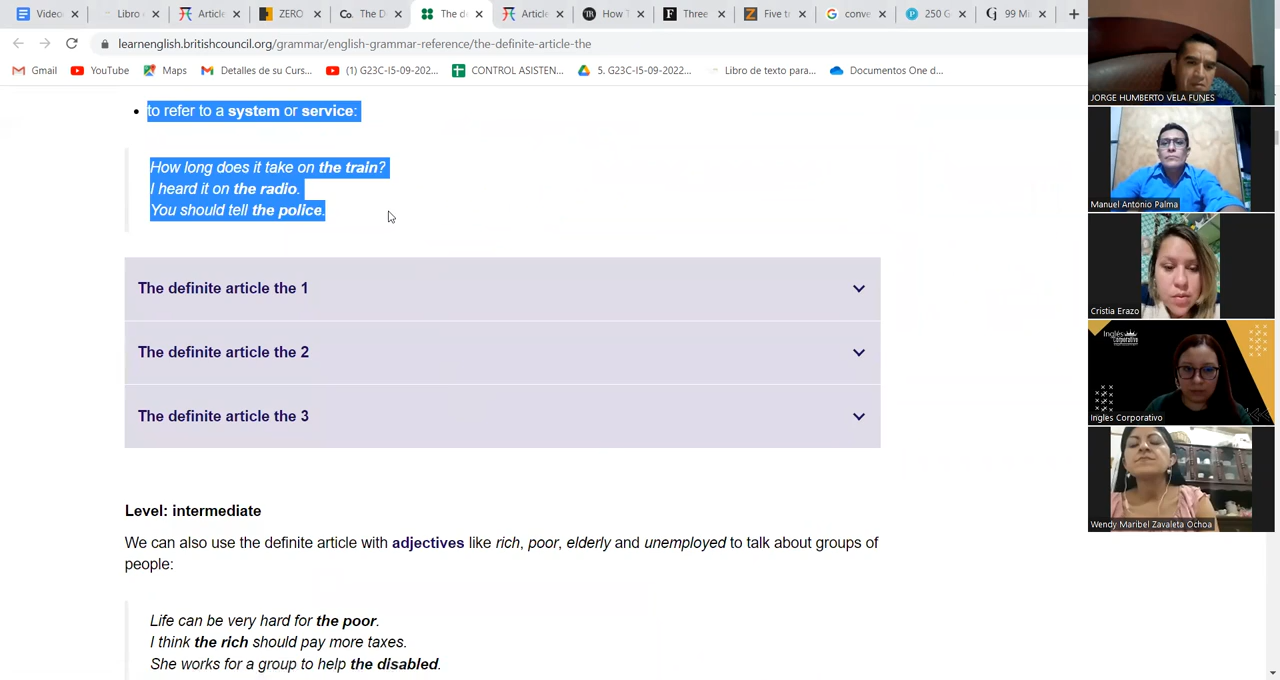 Video
Libro
Article
ZERO
Co. The D
The d
Article
How T
Three
Five t
conve
250 G
99 Mi
learnenglish.britishcouncil.org/grammar/english-grammar-reference/the-definite-article-the
Gmail
YouTube
Maps
Detalles de su Curs...
(1) G23C-I5-09-202...
CONTROL ASISTEN...
5. G23C-I5-09-2022...
Libro de texto para...
Documentos One d...
• to refer to a system or service:
How long does it take on the train?
I heard it on the radio.
You should tell the police.
The definite article the 1
The definite article the 2
The definite article the 3
Level: intermediate
We can also use the definite article with adjectives like rich, poor, elderly and unemployed to talk about groups of
people:
Life can be very hard for the poor.
I think the rich should pay more taxes.
She works for a group to help the disabled.
JORGE HUMBERTO VELA FUNES
Manuel Antonio Palma
Cristia Erazo
Inglés
Corporativo
Ingles Corporativo
Wendy Maribel Zavaleta Ochoa